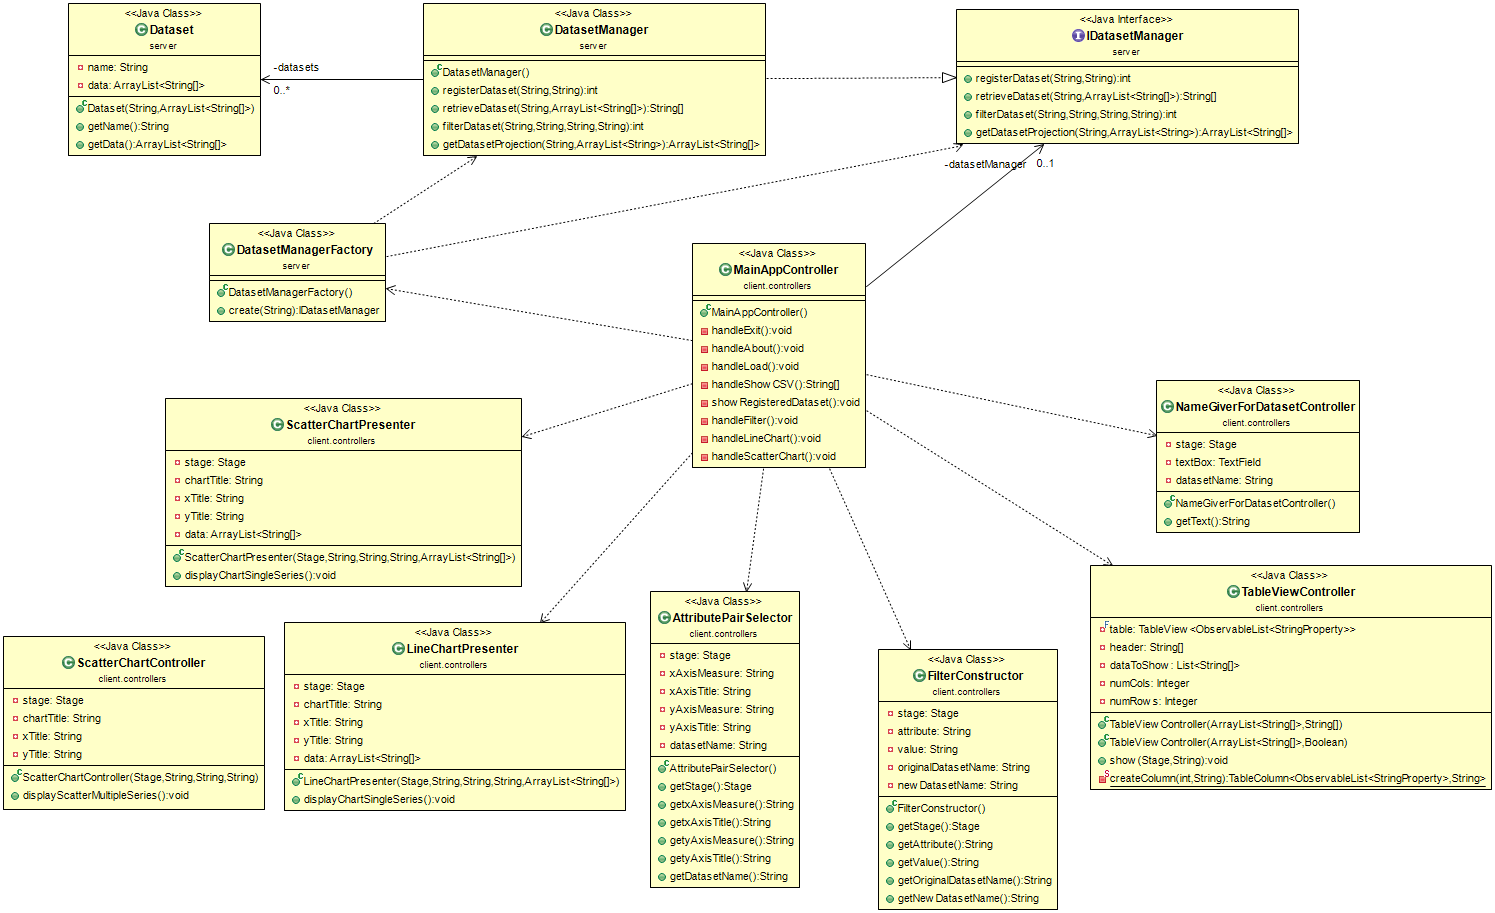 <<Java Class>>
Dataset
server
name: String
data: ArrayList<String[]>
Dataset(String,ArrayList<String[]>)
getName():String
getData():ArrayList<String[]>
-datasets
0..*
<<Java Class>>
DatasetManager
server
DatasetManager()
registerDataset(String,String):int
retrieveDataset(String,ArrayList<String[]>):String[]
filterDataset(String,String,String,String):int
getDatasetProjection(String,ArrayList<String>):ArrayList<String[]>
<<Java Interface>>
IDatasetManager
server
registerDataset(String,String):int
retrieveDataset(String,ArrayList<String[]>):String[]
filterDataset(String,String,String,String):int
getDatasetProjection(String,ArrayList<String>):ArrayList<String[]>
-datasetManager
0..1
<<Java Class>>
DatasetManagerFactory
server
DatasetManagerFactory()
create(String):IDatasetManager
<<Java Class>>
MainAppController
client.controllers
MainAppController()
handleExit():void
handleAbout():void
handleLoad():void
handleShowCSV():String[]
showRegisteredDataset():void
handleFilter():void
handleLineChart():void
handleScatterChart():void
<<Java Class>>
NameGiverForDatasetController
client.controllers
stage: Stage
textBox: TextField
datasetName: String
NameGiverForDatasetController()
getText():String
<<Java Class>>
ScatterChartPresenter
client.controllers
stage: Stage
chartTitle: String
xTitle: String
yTitle: String
data: ArrayList<String[]>
ScatterChartPresenter(Stage,String,String,String,ArrayList<String[]>)
displayChartSingleSeries():void
<<Java Class>>
TableViewController
client.controllers
table: TableView<ObservableList<StringProperty>>
header: String[]
dataToShow: List<String[]>
numCols: Integer
numRows: Integer
TableViewController(ArrayList<String[]>,String[])
TableViewController(ArrayList<String[]>,Boolean)
show(Stage,String):void
createColumn(int,String):TableColumn<ObservableList<StringProperty>,String>
<<Java Class>>
ScatterChartController
client.controllers
stage: Stage
chartTitle: String
xTitle: String
yTitle: String
ScatterChartController(Stage,String,String,String)
displayScatterMultipleSeries():void
<<Java Class>>
LineChartPresenter
client.controllers
stage: Stage
chartTitle: String
xTitle: String
yTitle: String
data: ArrayList<String[]>
LineChartPresenter(Stage,String,String,String,ArrayList<String[]>)
displayChartSingleSeries():void
<<Java Class>>
AttributePairSelector
client.controllers
stage: Stage
xAxisMeasure: String
xAxisTitle: String
yAxisMeasure: String
yAxisTitle: String
datasetName: String
AttributePairSelector()
getStage():Stage
getxAxisMeasure():String
getxAxisTitle():String
getyAxisMeasure():String
getyAxisTitle():String
getDatasetName():String
<<Java Class>>
FilterConstructor
client.controllers
stage: Stage
attribute: String
value: String
originalDatasetName: String
newDatasetName: String
FilterConstructor()
getStage():Stage
getAttribute():String
getValue():String
getOriginalDatasetName():String
getNewDatasetName():String